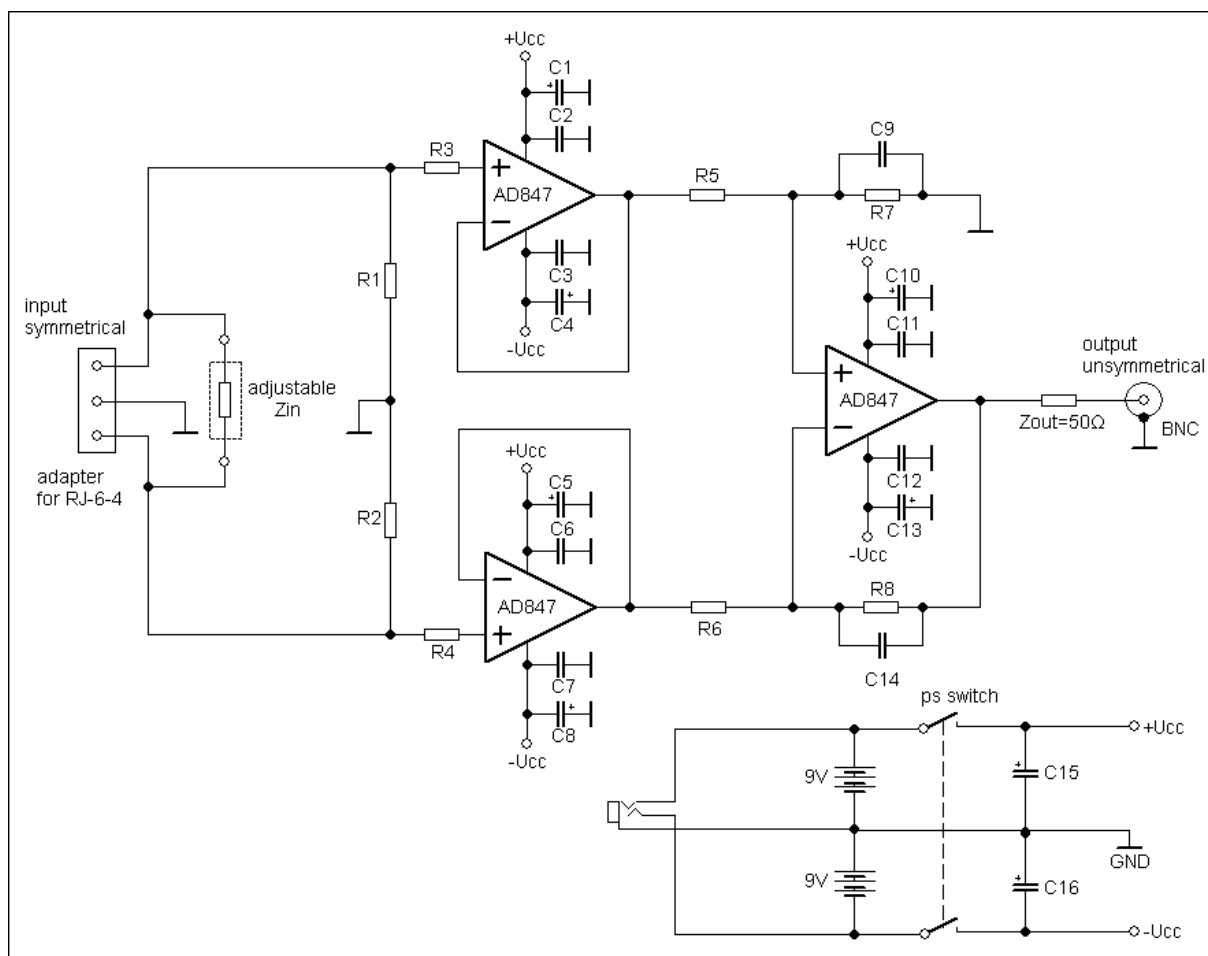 +Ucc
C1
+
C2
R3
+
AD847
−
C3
+
C4
-Ucc
R5
C9
R7
R1
input
symmetrical
adjustable
Zin
adapter
for RJ-6-4
R2
+Ucc
C10
+
C11
+
AD847
−
C12
+
C13
-Ucc
output
unsymmetrical
Zout=50Ω
BNC
+Ucc
C5
+
C6
−
AD847
+
R4
C7
C8
+
-Ucc
R6
R8
C14
ps switch
+Ucc
9V
+
C15
GND
9V
+
C16
-Ucc